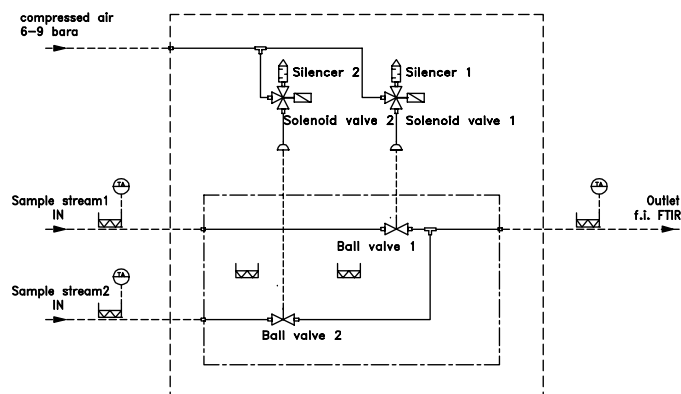 compressed air
6-9 bara
Silencer 2
Silencer 1
Solenoid valve 2
Solenoid valve 1
TA
TA
Sample stream1
IN
Outlet
f.i. FTIR
Ball valve 1
TA
Sample stream2
IN
Ball valve 2